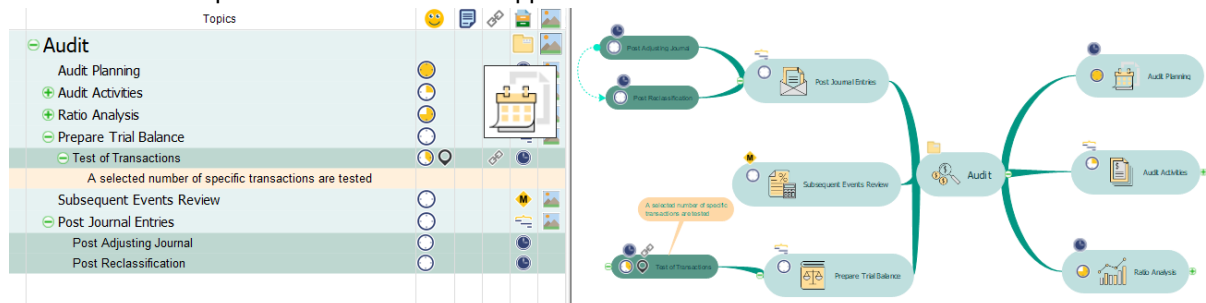 Topics
Audit
Audit Planning
Audit Activities
Ratio Analysis
Prepare Trial Balance
Test of Transactions
A selected number of specific transactions are tested
Subsequent Events Review
M
Post Journal Entries
Post Adjusting Journal
Post Reclassification
Post Adjusting Journal
Post Reclassification
Post Journal Entries
M
Subsequent Events Review
A selected number of specific
transactions are tested
Test of Transactions
Prepare Trial Balance
Audit
Audit Planning
Audit Activities
Ratio Analysis